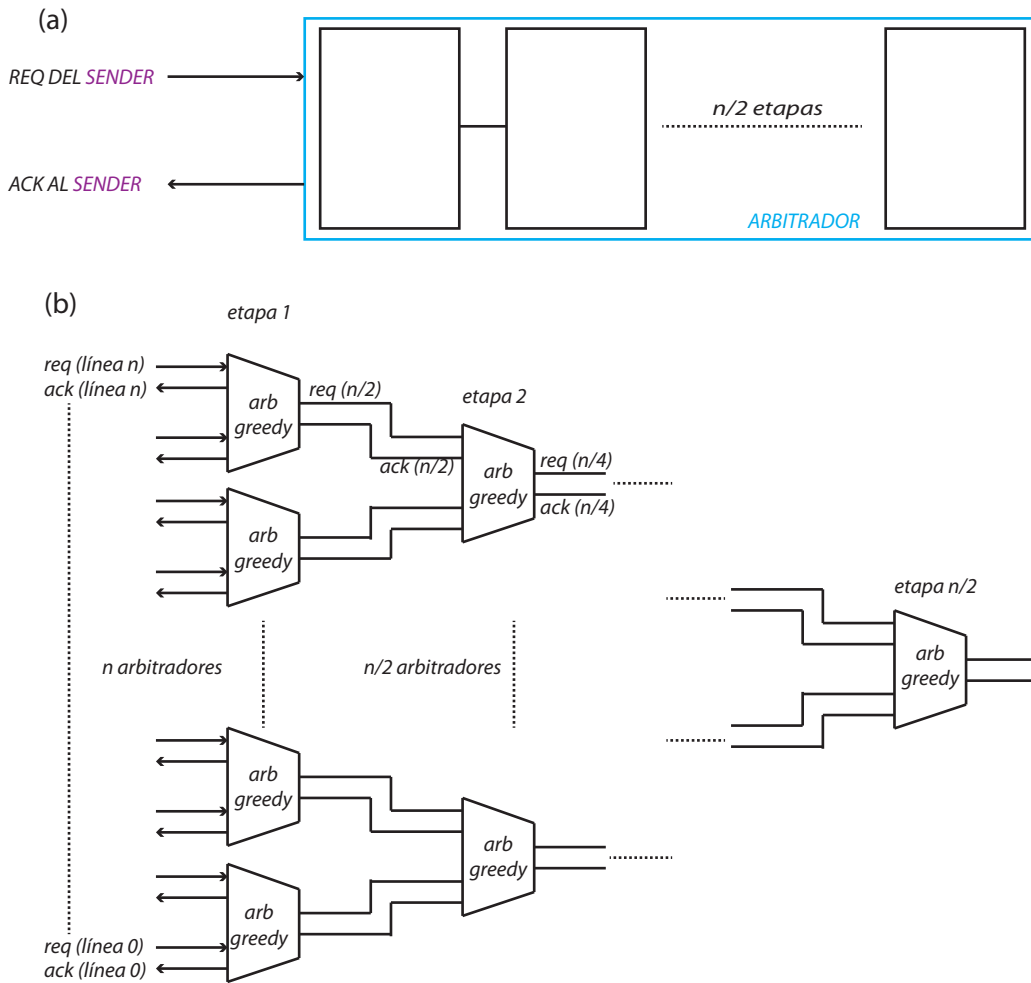 (a)
REQ DEL SENDER
n/2 etapas
ACK AL SENDER
ARBITRADOR
(b)
etapa 1
req (línea n)
ack (línea n)
arb
greedy
req (n/2)
ack (n/2)
etapa 2
arb
greedy
req (n/4)
ack (n/4)
arb
greedy
etapa n/2
arb
greedy
n arbitradores
n/2 arbitradores
arb
greedy
arb
greedy
arb
greedy
req (línea 0)
ack (línea 0)